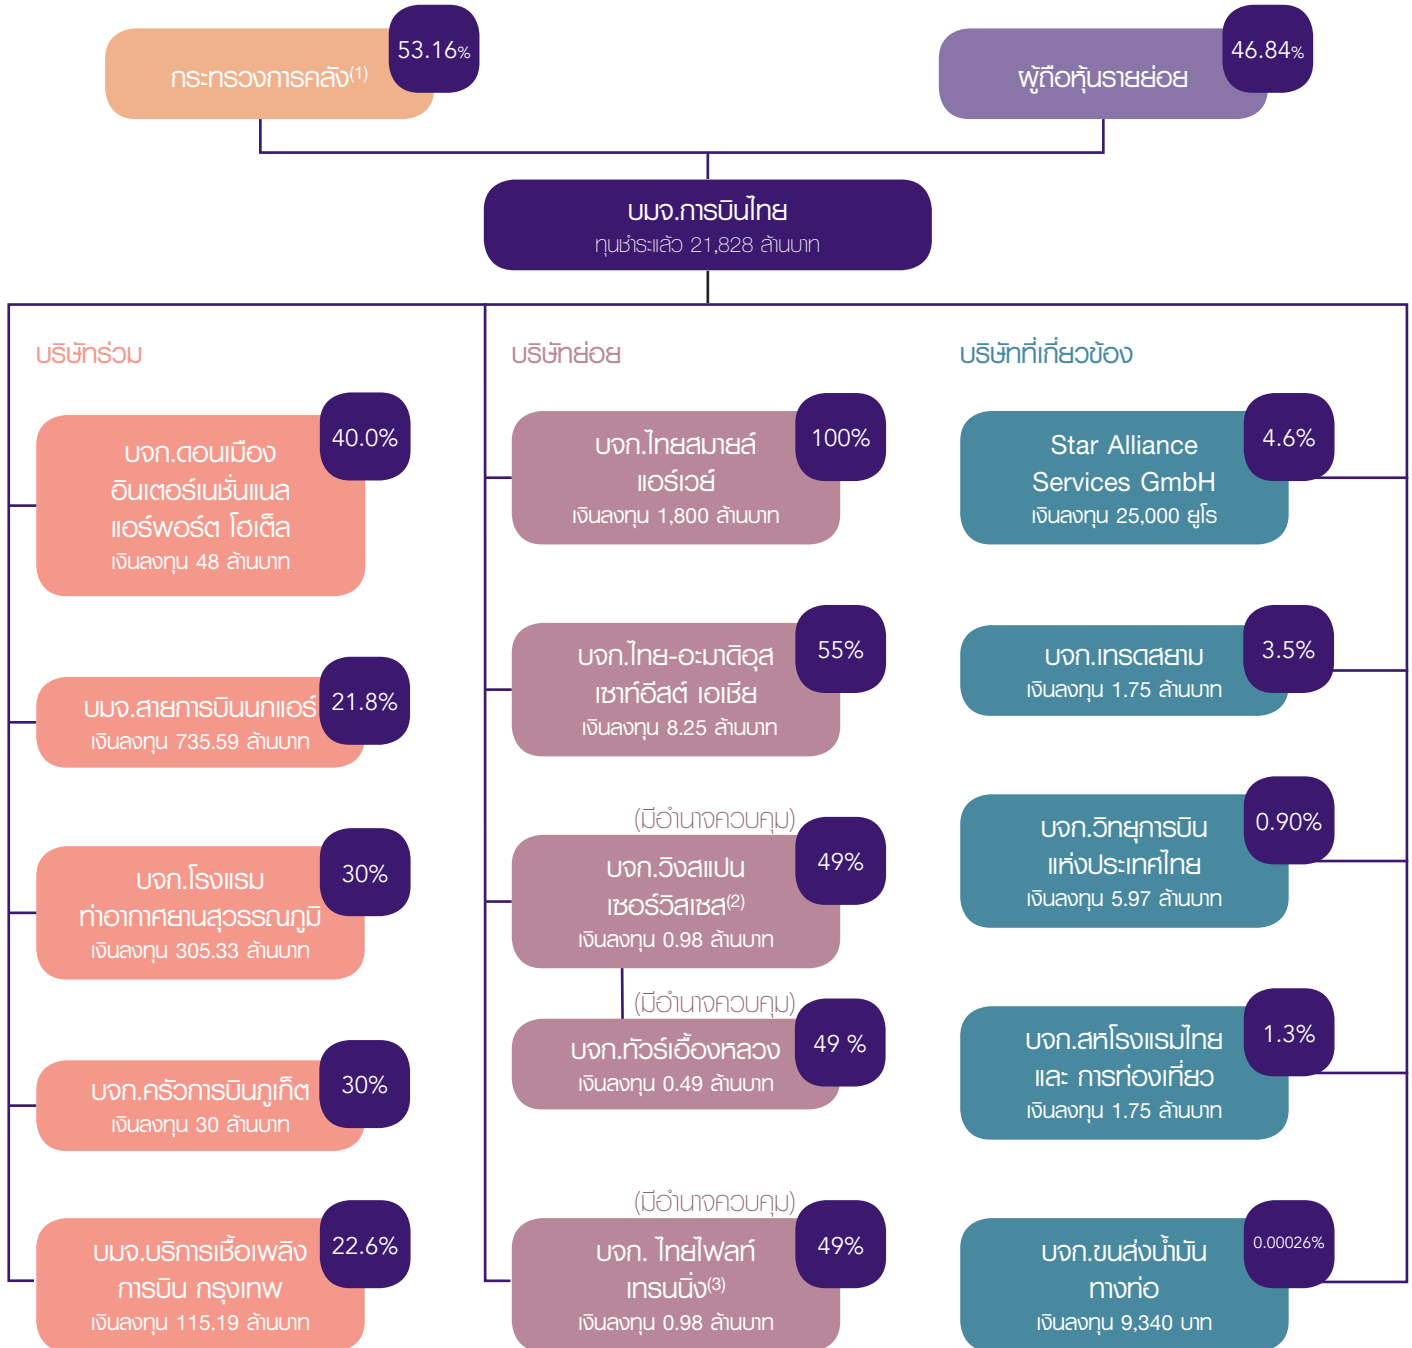 กระทรวงการคลัง(1)
53.16%
ผู้ถือหุ้นรายย่อย
46.84%
บมจ.การบินไทย
ทุนชำระแล้ว 21,828 ล้านบาท
บริษัทร่วม
บจก.ดอนเมือง
อินเตอร์เนชั่นแนล
แอร์พอร์ต โฮเต็ล
เงินลงทุน 48 ล้านบาท
40.0%
บมจ.สายการบินนกแอร์
เงินลงทุน 735.59 ล้านบาท
21.8%
บจก.โรงแรม
ท่าอากาศยานสุวรรณภูมิ
เงินลงทุน 305.33 ล้านบาท
30%
บจก.ครัวการบินภูเก็ต
เงินลงทุน 30 ล้านบาท
30%
บมจ.บริการเชื้อเพลิง
การบิน กรุงเทพ
เงินลงทุน 115.19 ล้านบาท
22.6%
บริษัทย่อย
บจก.ไทยสมายล์
แอร์เวย์
เงินลงทุน 1,800 ล้านบาท
100%
บจก.ไทย-อะมาดิอุส
เซาท์อีสต์ เอเชีย
เงินลงทุน 8.25 ล้านบาท
55%
(มีอำนาจควบคุม)
บจก.วิงสแปน
เซอร์วิสเซส(2)
เงินลงทุน 0.98 ล้านบาท
49%
(มีอำนาจควบคุม)
บจก.ทัวร์เอื้องหลวง
เงินลงทุน 0.49 ล้านบาท
49 %
(มีอำนาจควบคุม)
บจก. ไทยไฟลท์
เทรนนิ่ง(3)
เงินลงทุน 0.98 ล้านบาท
49%
บริษัทที่เกี่ยวข้อง
Star Alliance
Services GmbH
เงินลงทุน 25,000 ยูโร
4.6%
บจก.เทรดสยาม
เงินลงทุน 1.75 ล้านบาท
3.5%
บจก.วิทยุการบิน
แห่งประเทศไทย
เงินลงทุน 5.97 ล้านบาท
0.90%
บจก.สหโรงแรมไทย
และ การท่องเที่ยว
เงินลงทุน 1.75 ล้านบาท
1.3%
บจก.ขนส่งน้ำมัน
ทางท่อ
เงินลงทุน 9,340 บาท
0.00026%